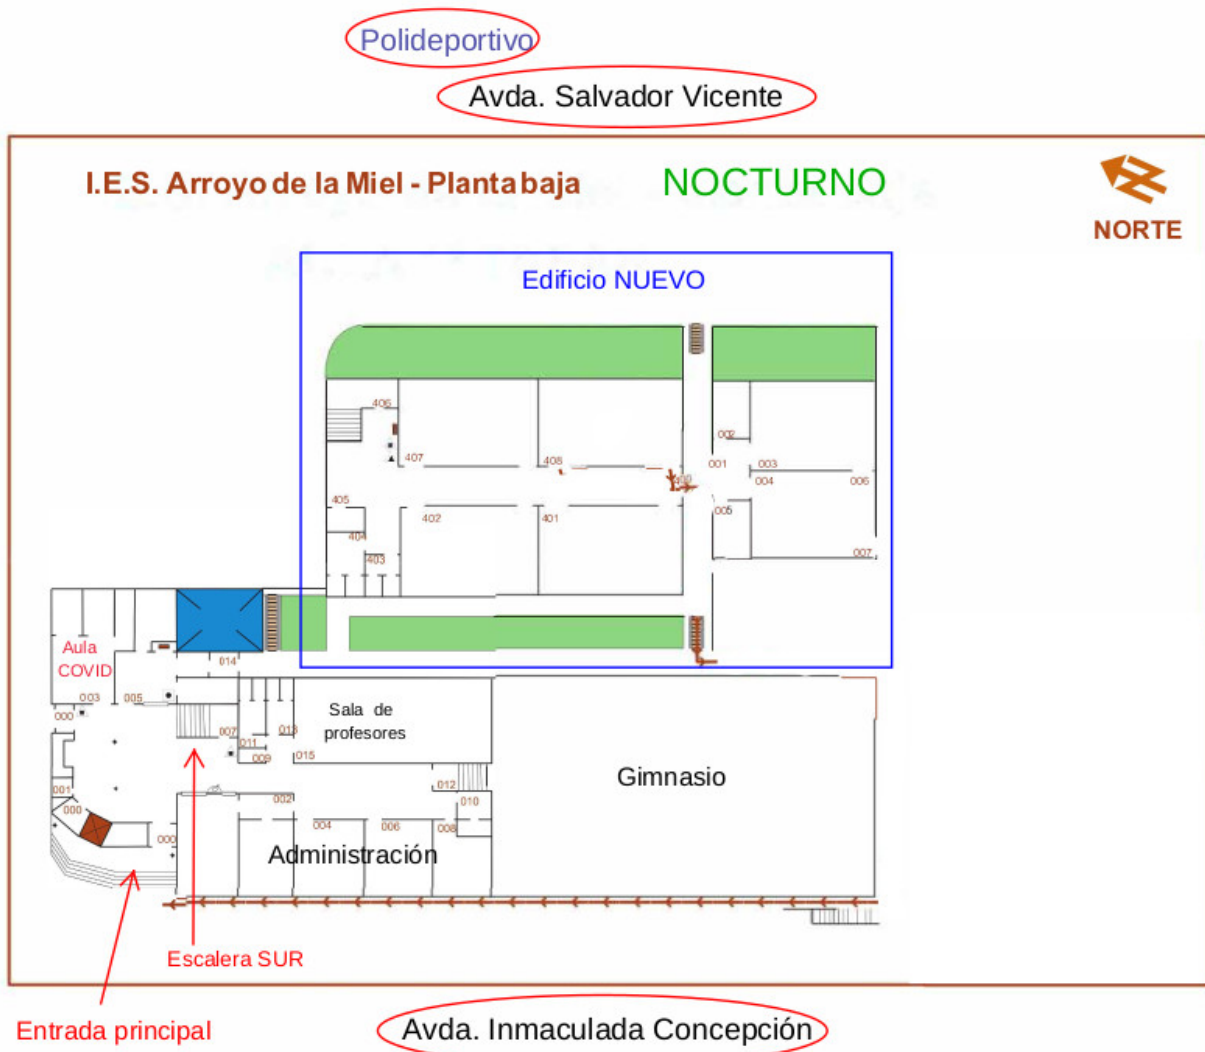 Polideportivo
Avda. Salvador Vicente
I.E.S. Arroyo de la Miel - Planta baja
NOCTURNO
NORTE
Edificio NUEVO
406
407
408
400
002
001
003
004
006
005
405
402
401
404
403
007
Aula
COVID
014
003
005
000
007
011
013
009
015
Sala de
profesores
Gimnasio
012
010
001
000
002
004
006
008
000
Administración
Escalera SUR
Entrada principal
Avda. Inmaculada Concepción